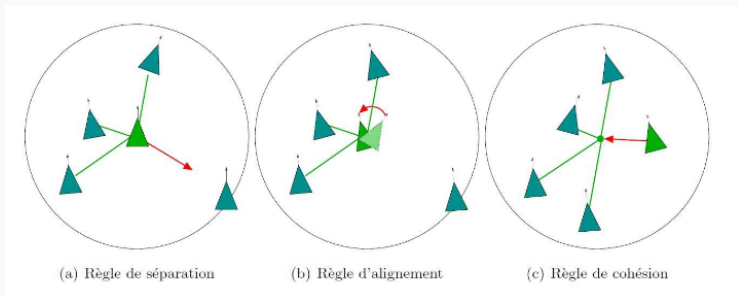 (a) Règle de séparation
(b) Règle d'alignement
(c) Règle de cohésion